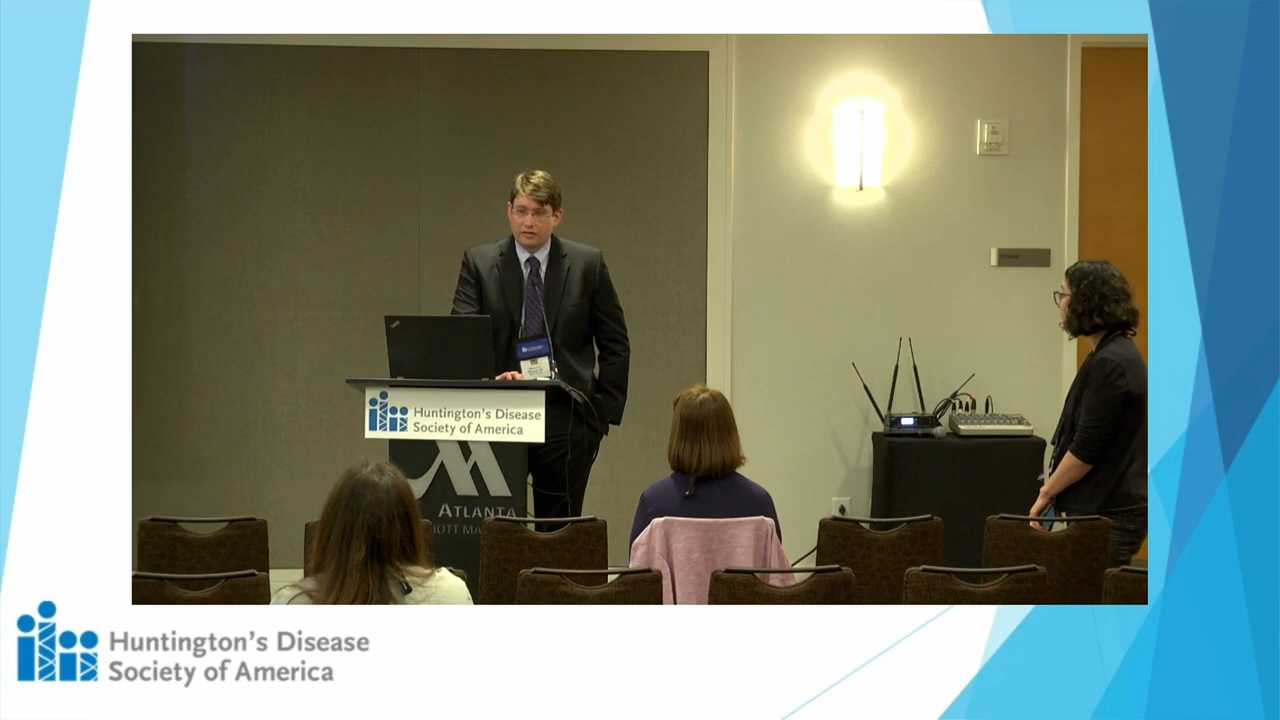 Huntington's Disease
Society of America
ATLANTA
Huntington's Disease
Society of America